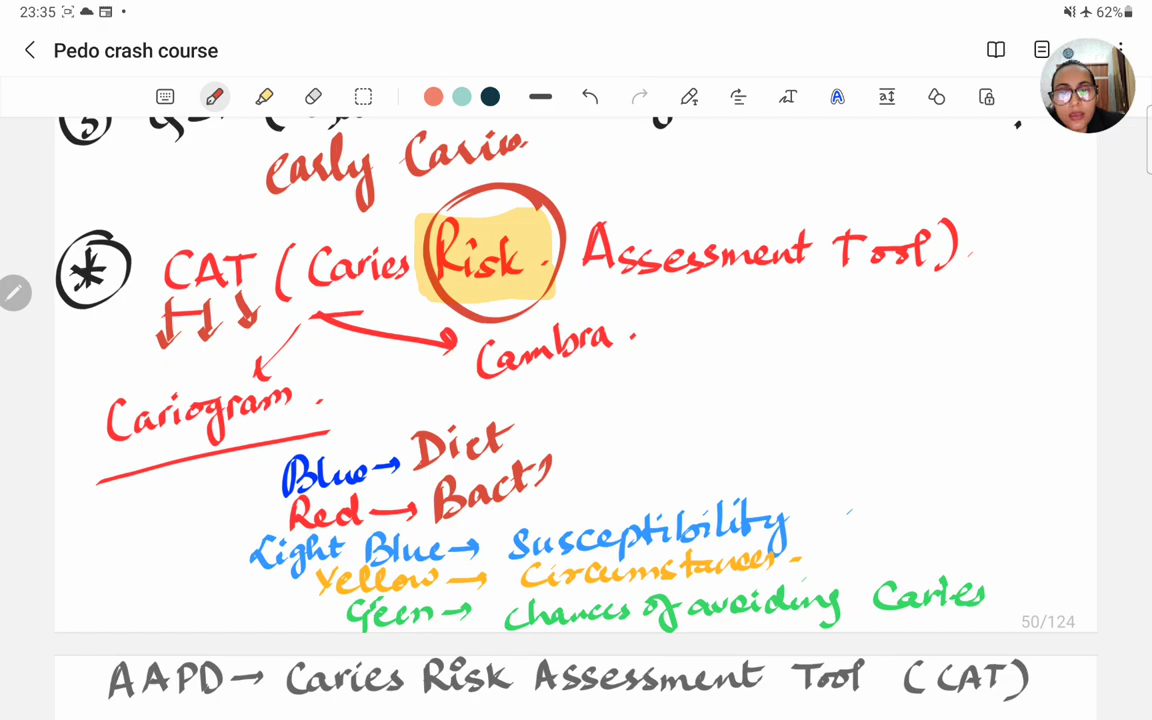 23:35
62%
Pedo crash course
early
CAT (Caries Risk. Assessment Tool).
Cambra.
Cariogram.
Blue → Diet
Red → Bact,
Light Blue → Susceptibility
Yellow → Circumstances.
Green → Chances of avoiding Caries
50/124
AAPD → Caries Risk Assessment Tool (CAT)